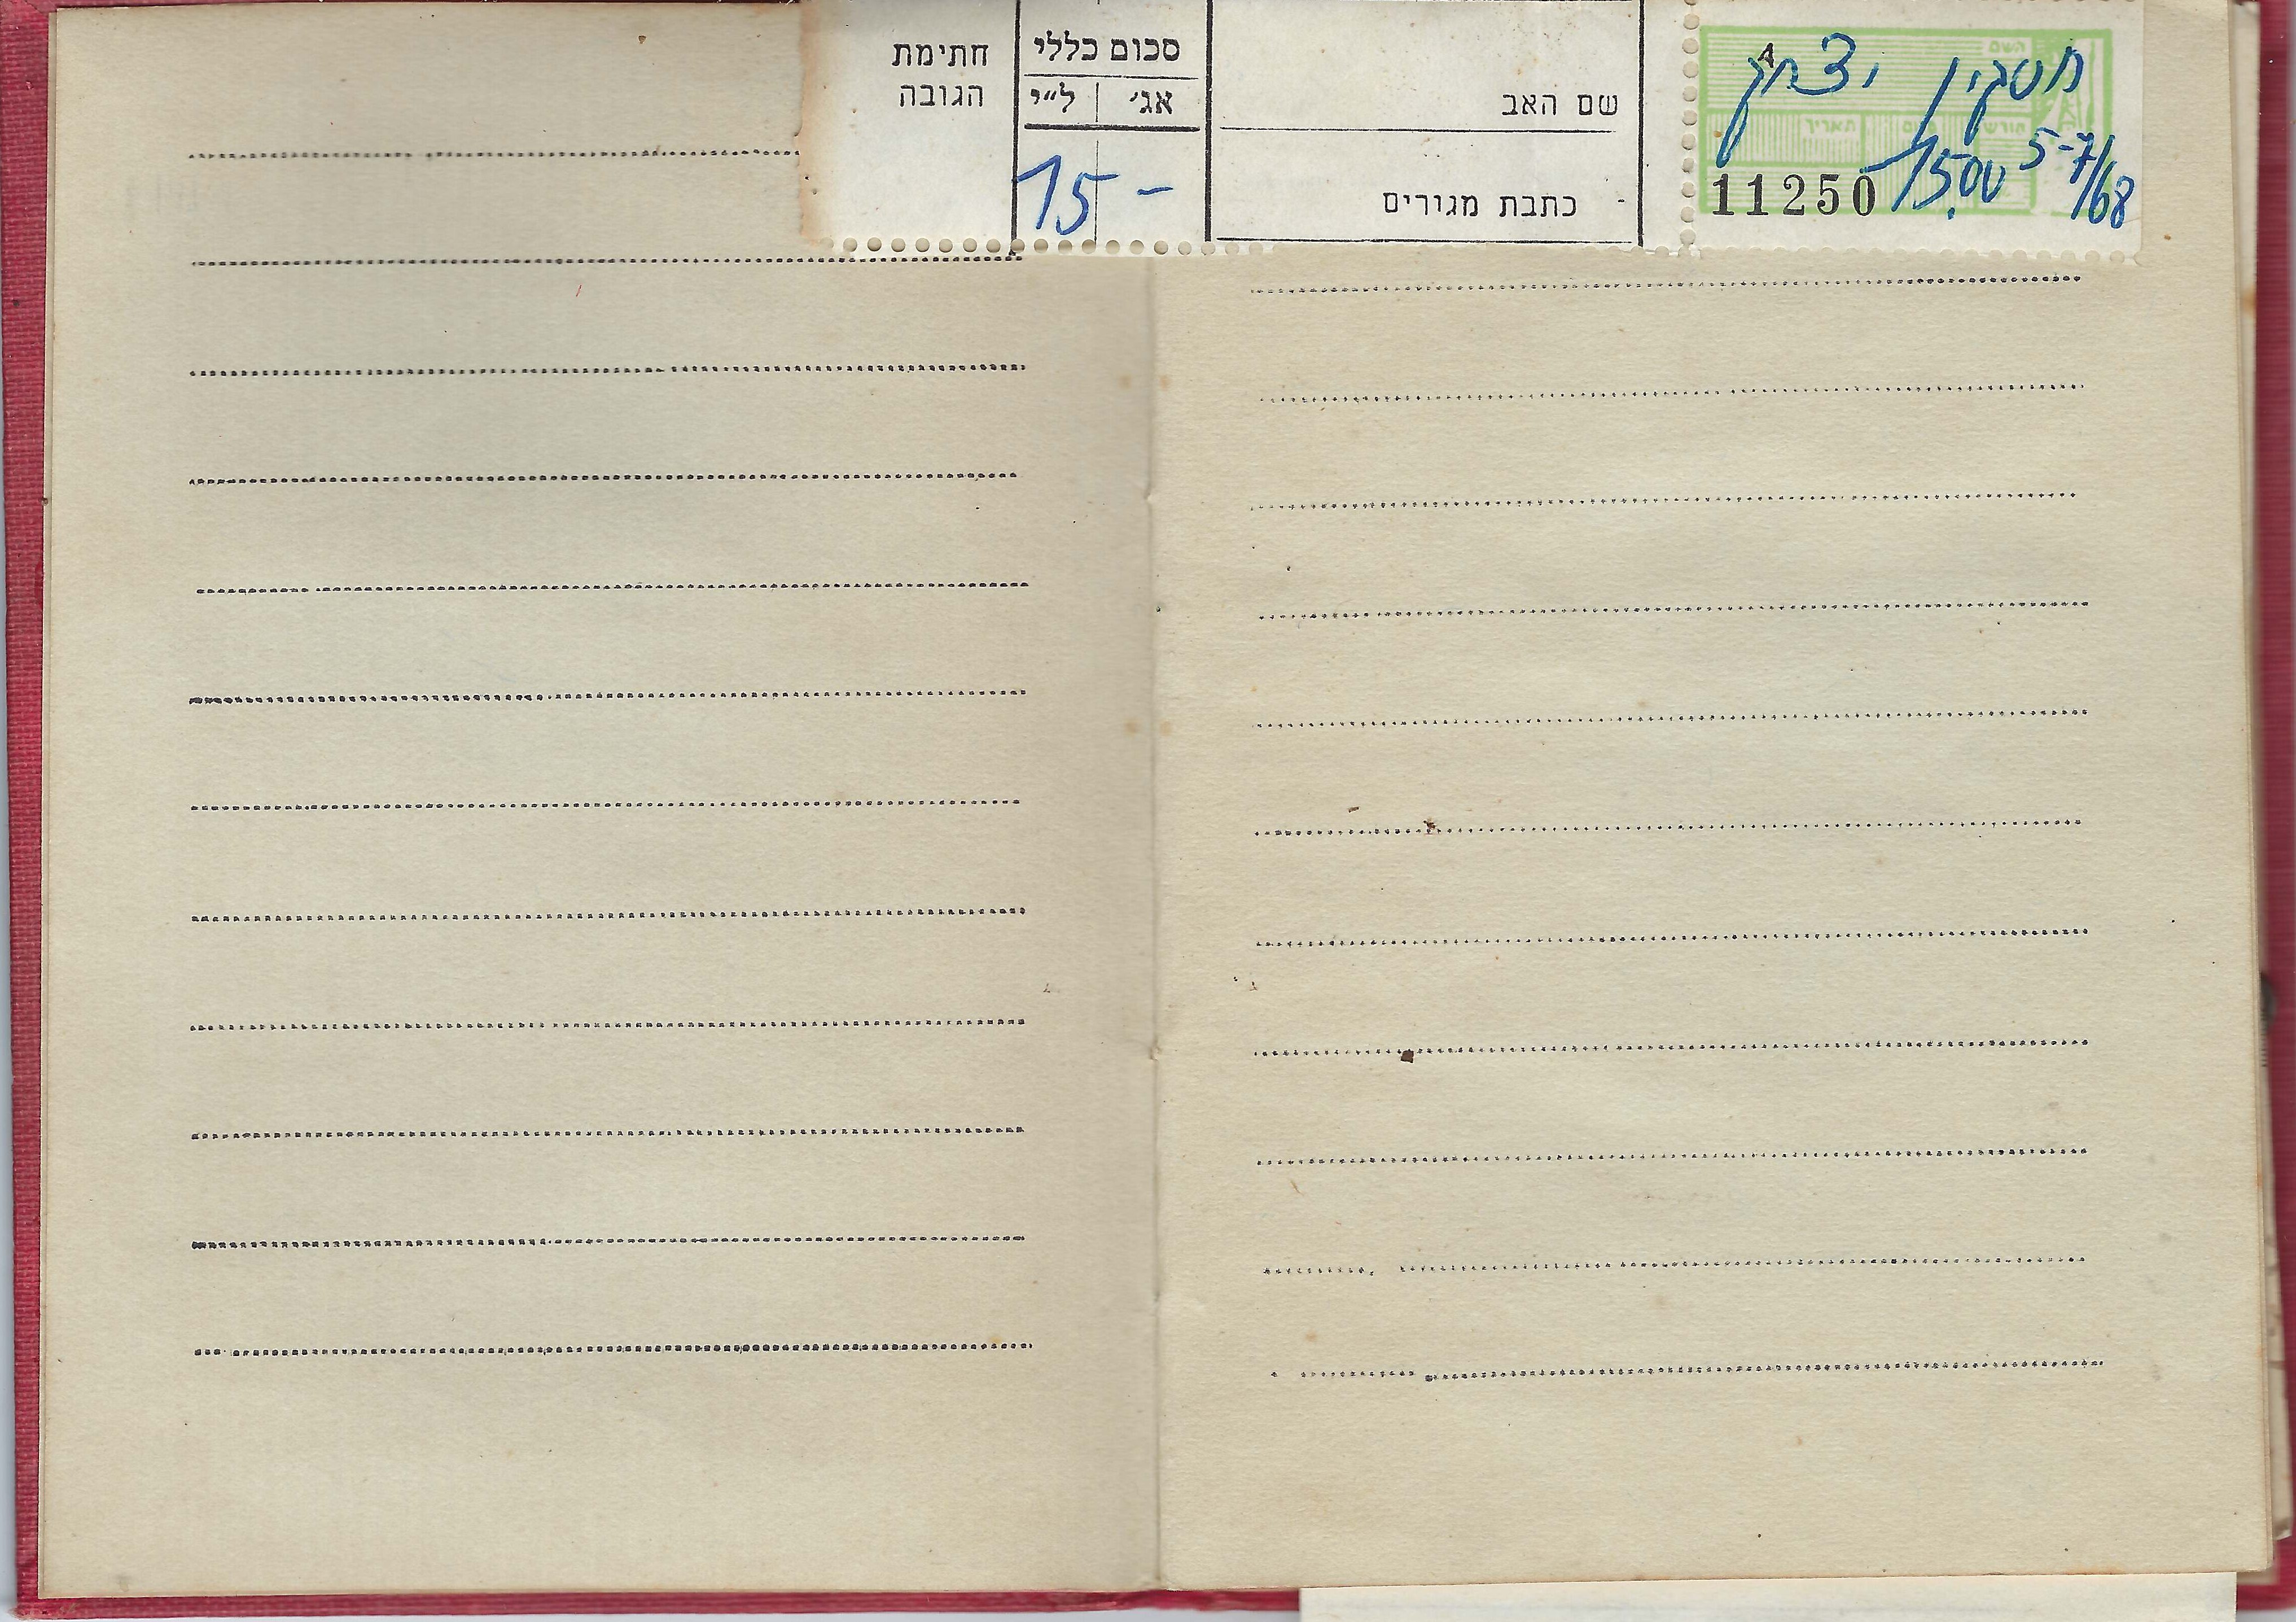 חתימת
הגובה
סכום כללי
אג׳ ל״י
15 -
שם האב
כתבת מגורים
השם
יצחק
חודש
תאריך
5-7/68
15.00
11250